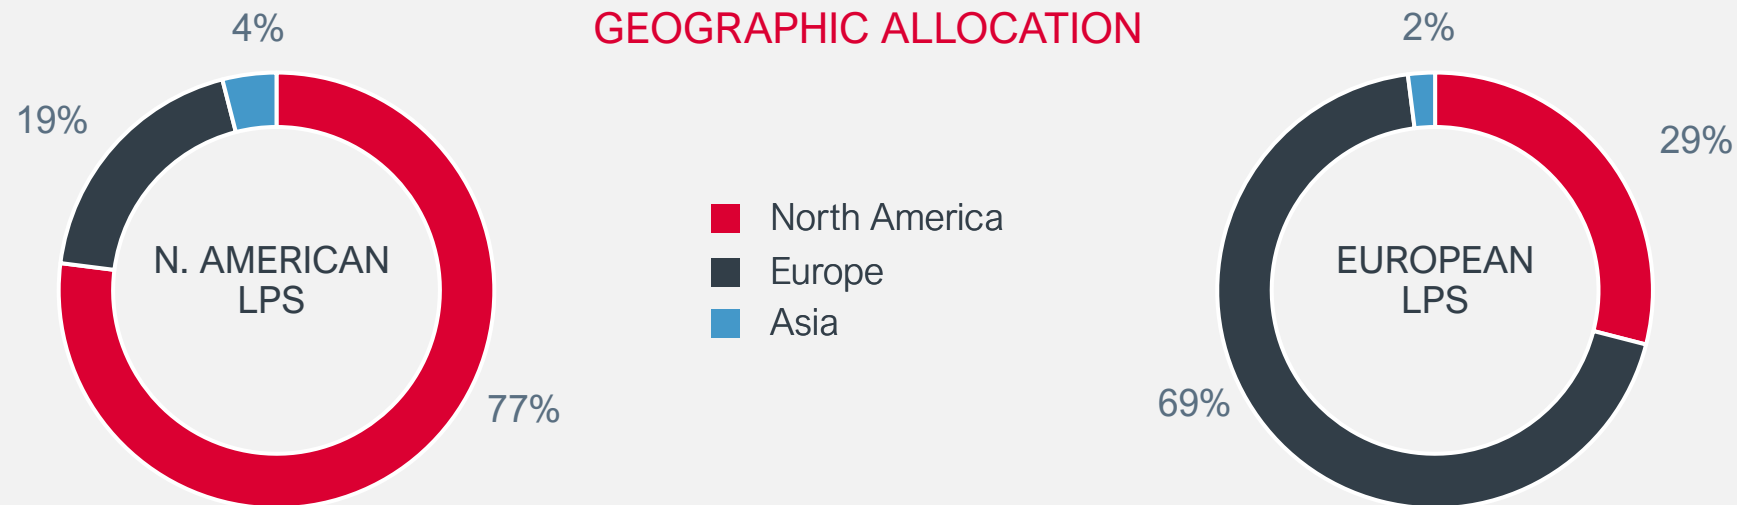 GEOGRAPHIC ALLOCATION
4%
19%
N. AMERICAN
LPS
77%
North America
Europe
Asia
2%
29%
EUROPEAN
LPS
69%